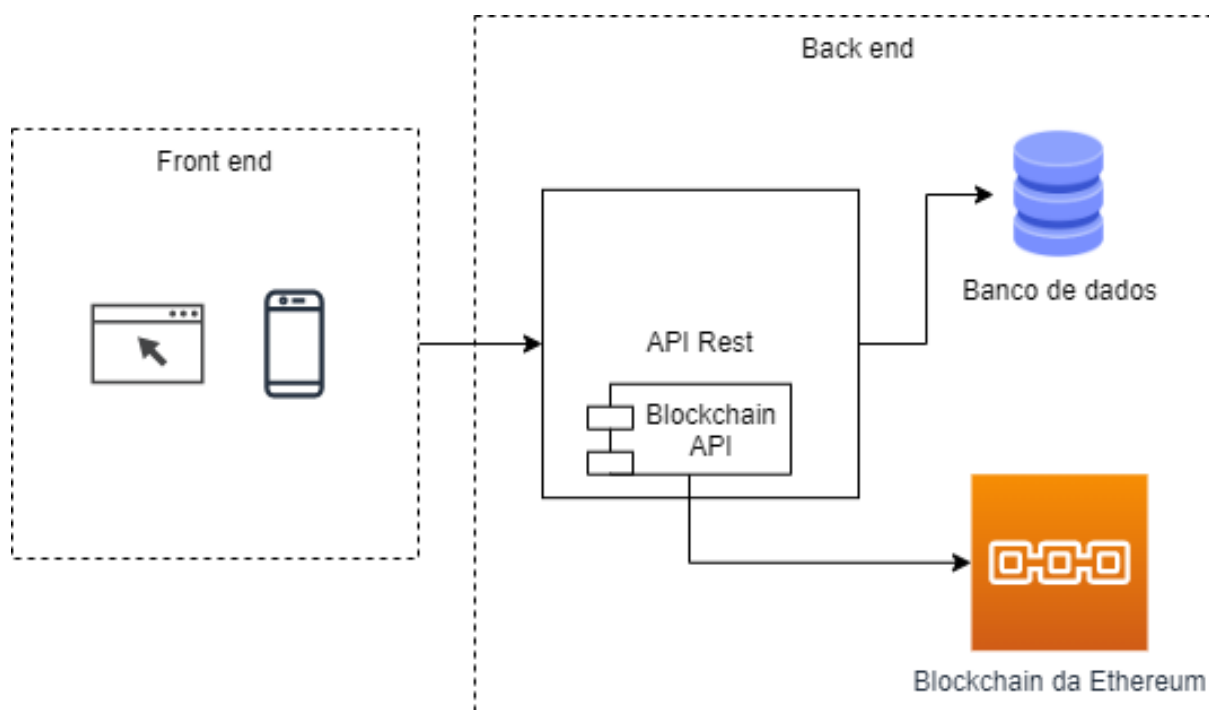 Back end
Front end
Banco de dados
API Rest
Blockchain
API
Blockchain da Ethereum